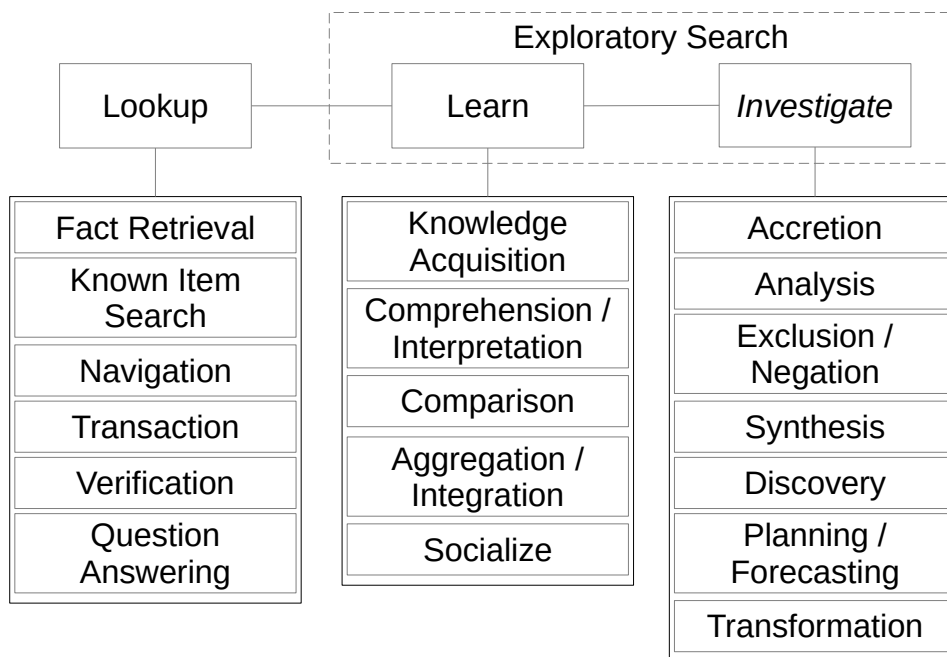 Exploratory Search
Lookup
Learn
Investigate
Fact Retrieval
Known Item
Search
Navigation
Transaction
Verification
Question
Answering
Knowledge
Acquisition
Comprehension /
Interpretation
Comparison
Aggregation /
Integration
Socialize
Accretion
Analysis
Exclusion /
Negation
Synthesis
Discovery
Planning /
Forecasting
Transformation